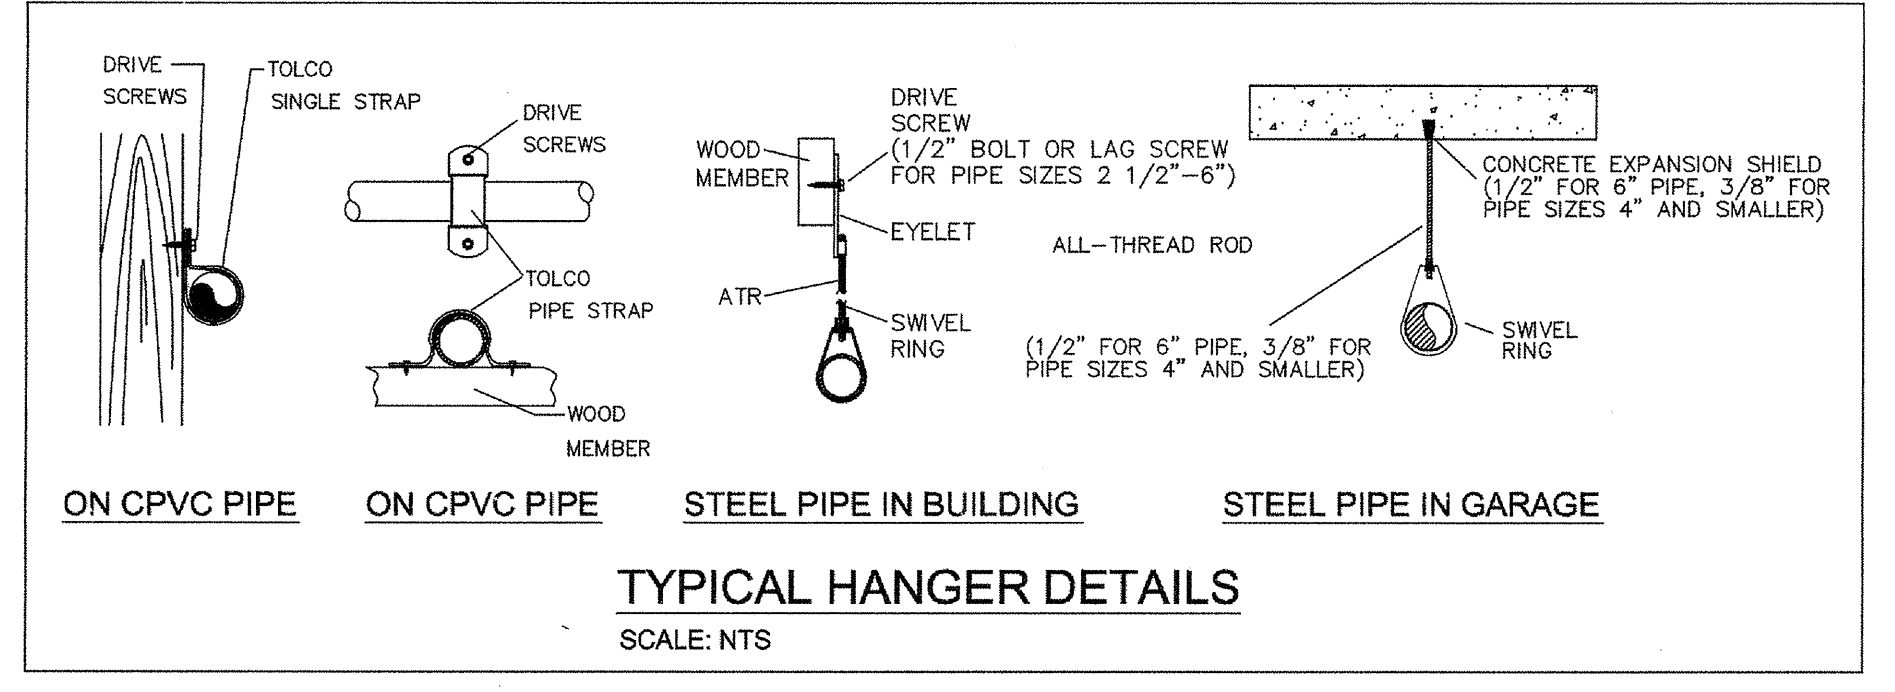 DRIVE
SCREWS
TOLCO
SINGLE STRAP
ON CPVC PIPE
DRIVE
SCREWS
TOLCO
PIPE STRAP
WOOD
MEMBER
ON CPVC PIPE
WOOD
MEMBER
DRIVE
SCREW
(1/2" BOLT OR LAG SCREW
FOR PIPE SIZES 2 1/2"-6")
EYELET
ATR
SWIVEL
RING
STEEL PIPE IN BUILDING
ALL-THREAD ROD
(1/2" FOR 6" PIPE, 3/8" FOR
PIPE SIZES 4" AND SMALLER)
CONCRETE EXPANSION SHIELD
(1/2" FOR 6" PIPE, 3/8" FOR
PIPE SIZES 4" AND SMALLER)
SWIVEL
RING
STEEL PIPE IN GARAGE
TYPICAL HANGER DETAILS
SCALE: NTS